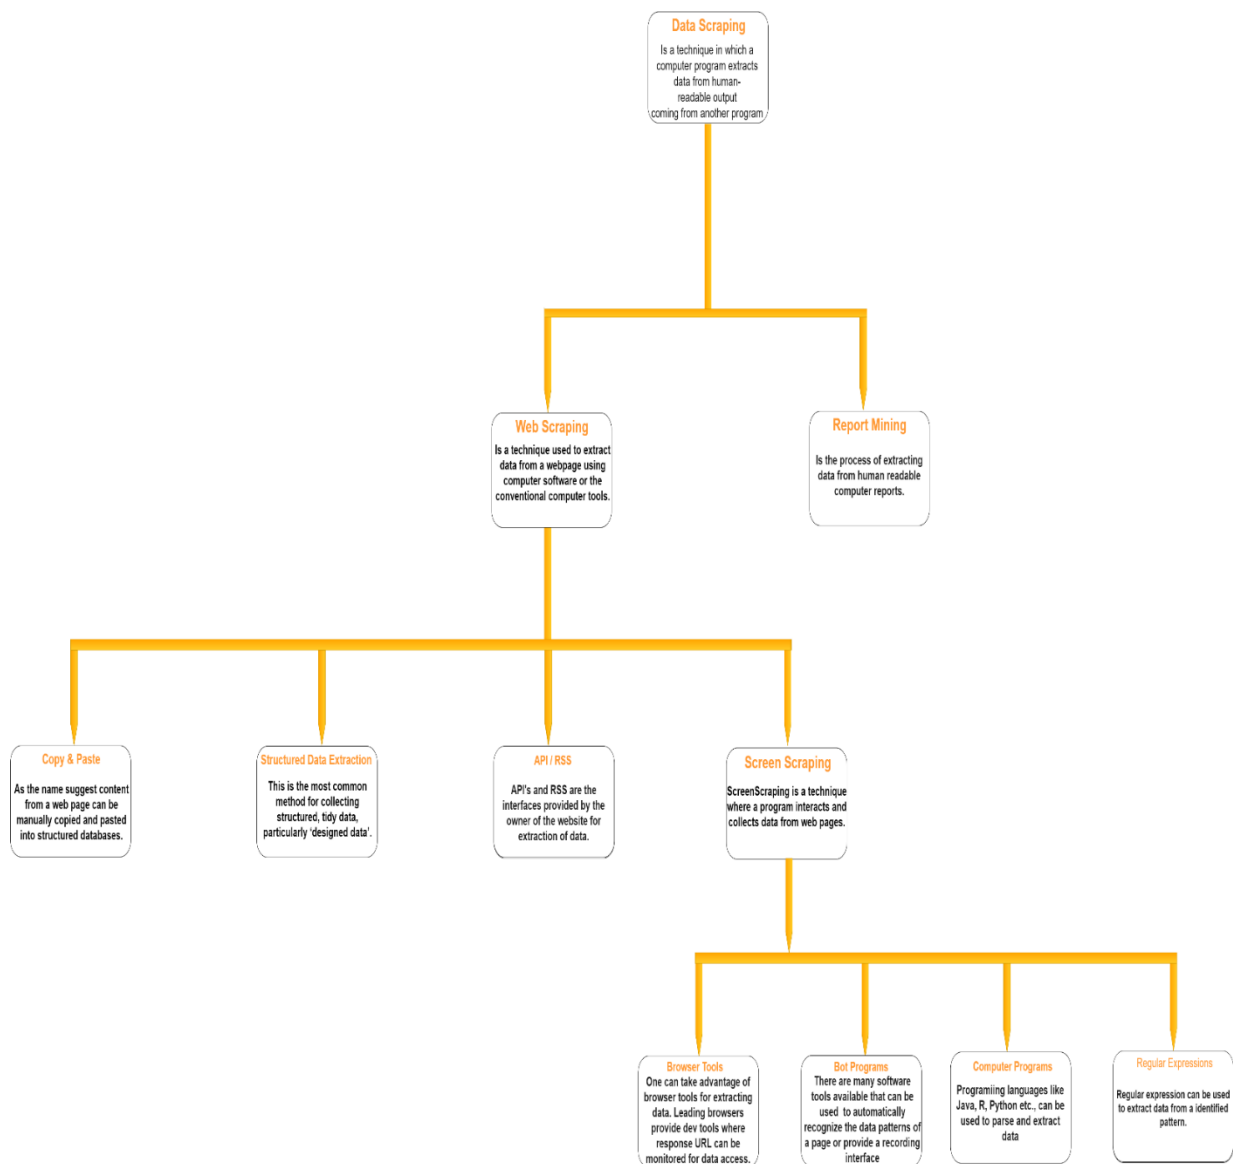 Data Scraping
Is a technique in which a
computer program extracts
data from human-
readable output
coming from another program
Web Scraping
Is a technique used to extract
data from a webpage using
computer software or the
conventional computer tools.
Report Mining
Is the process of extracting
data from human readable
computer reports.
Copy & Paste
As the name suggest content
from a web page can be
manually copied and pasted
into structured databases.
Structured Data Extraction
This is the most common
method for collecting
structured, tidy data,
particularly ‘designed data’.
API / RSS
API's and RSS are the
interfaces provided by the
owner of the website for
extraction of data.
Screen Scraping
ScreenScraping is a technique
where a program interacts and
collects data from web pages.
Browser Tools
One can take advantage of
browser tools for extracting
data. Leading browsers
provide dev tools where
response URL can be
monitored for data access.
Bot Programs
There are many software
tools available that can be
used to automatically
recognize the data patterns of
a page or provide a recording
interface
Computer Programs
Programiing languages like
Java, R, Python etc., can be
used to parse and extract
data
Regular Expressions
Regular expression can be used
to extract data from a identified
pattern.